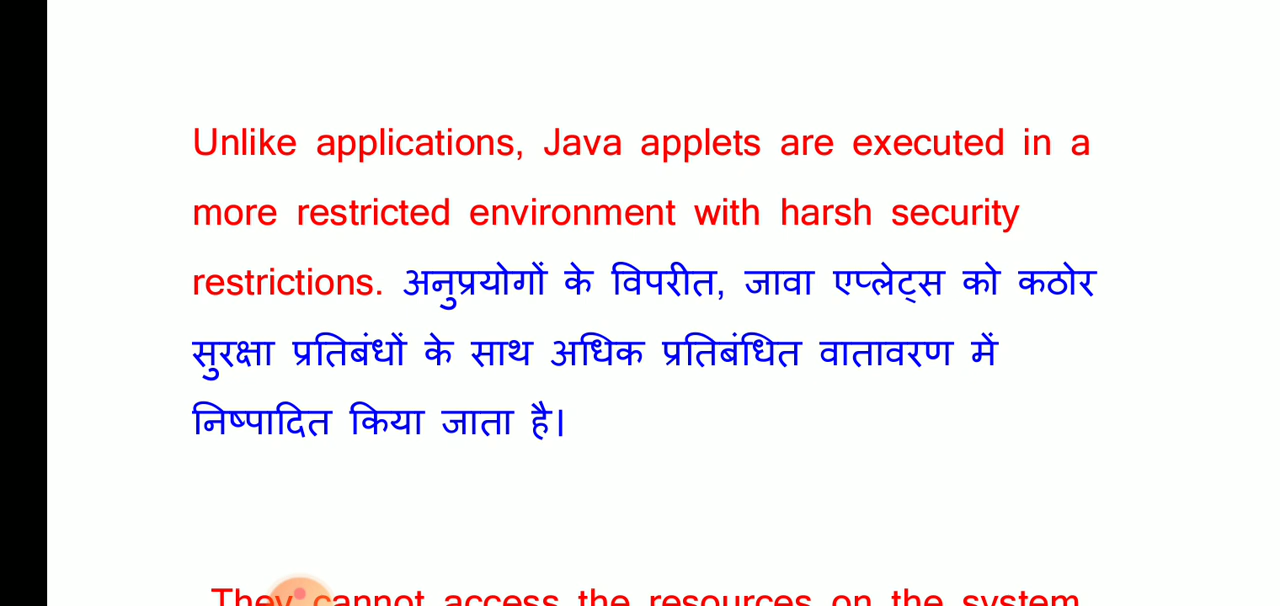 Unlike applications, Java applets are executed in a
more restricted environment with harsh security
restrictions. अनुप्रयोगों के विपरीत, जावा एप्लेट्स को कठोर
सुरक्षा प्रतिबंधों के साथ अधिक प्रतिबंधित वातावरण में
निष्पादित किया जाता है।
They cannot access the resources on the system